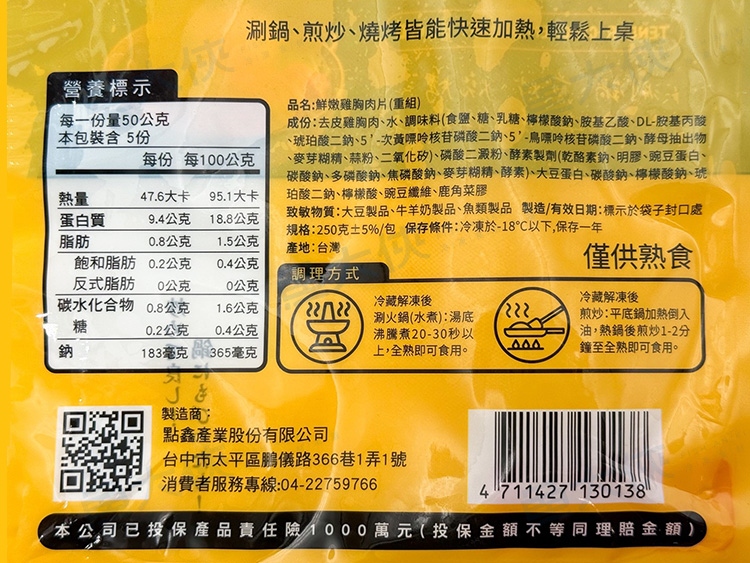 涮鍋、煎炒、燒烤皆能快速加熱,輕鬆上桌
營養標示
每一份量50公克
本包裝含 5份
每份 每100公克
熱量 47.6大卡 95.1大卡
蛋白質 9.4公克 18.8公克
脂肪 0.8公克 1.5公克
飽和脂肪 0.2公克 0.4公克
反式脂肪 0公克 0公克
碳水化合物 0.8公克 1.6公克
糖 0.2公克 0.4公克
鈉 183毫克 365毫克
品名:鮮嫩雞胸肉片(重組)
成份:去皮雞胸肉、水、調味料(食鹽、糖、乳糖、檸檬酸鈉、胺基乙酸、DL-胺基丙酸
、琥珀酸二鈉、5'-次黃嘌呤核苷磷酸二鈉、5'-鳥嘌呤核苷磷酸二鈉、酵母抽出物
、麥芽糊精、蒜粉、二氧化矽)、磷酸二澱粉、酵素製劑(乾酪素鈉、明膠、豌豆蛋白、
碳酸鈉、多磷酸鈉、焦磷酸鈉、麥芽糊精、酵素)、大豆蛋白、碳酸鈉、檸檬酸鈉、琥
珀酸二鈉、檸檬酸、豌豆纖維、鹿角菜膠
致敏物質:大豆製品、牛羊奶製品、魚類製品 製造/有效日期:標示於袋子封口處
規格:250克±5%/包 保存條件:冷凍於-18°C以下,保存一年
產地:台灣
僅供熟食
調理方式
冷藏解凍後
涮火鍋(水煮):湯底
沸騰煮20-30秒以
上,全熟即可食用。
冷藏解凍後
煎炒:平底鍋加熱倒入
油,熱鍋後煎炒1-2分
鐘至全熟即可食用。
製造商:
點鑫產業股份有限公司
台中市太平區鵬儀路366巷1弄1號
消費者服務專線:04-22759766
4 711427 130138
本公司已投保產品責任險1000萬元(投保金額不等同理賠金額)